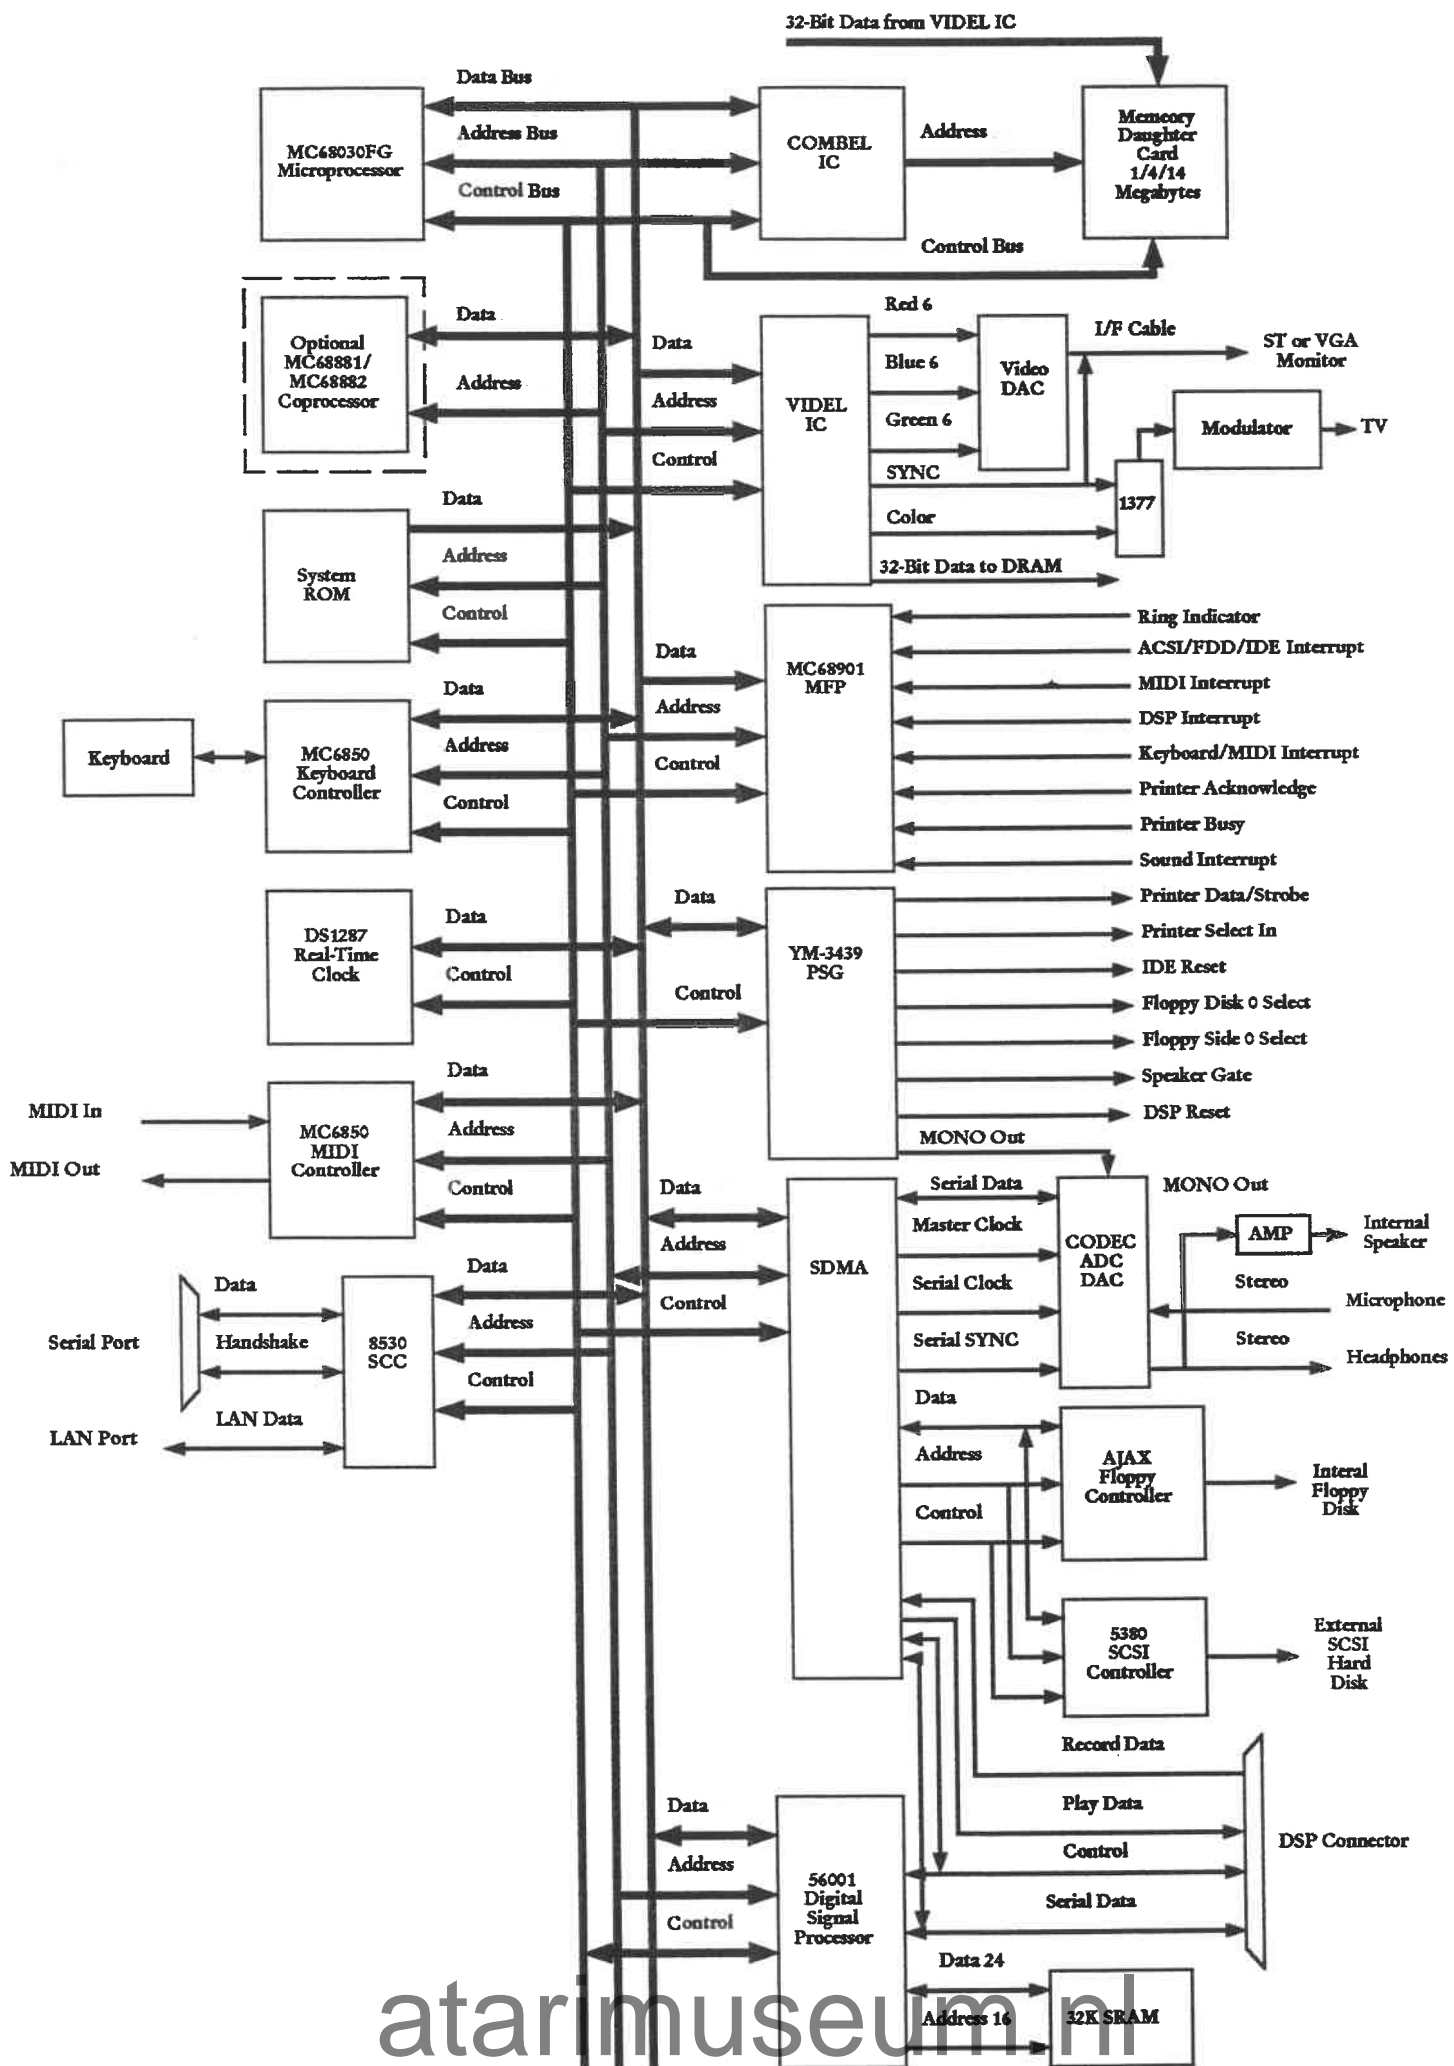 32-Bit Data from VIDEL IC
Data Bus
Address Bus
Control Bus
MC68030FG
Microprocessor
COMBEL
IC
Address
Memeory
Daughter
Card
1/4/14
Megabytes
Control Bus
Optional
MC68881/
MC68882
Coprocessor
Data
Address
Data
Address
Control
VIDEL
IC
Red 6
Blue 6
Green 6
SYNC
Color
32-Bit Data to DRAM
Video
DAC
I/F Cable
ST or VGA
Monitor
Modulator
TV
1377
System
ROM
Data
Address
Control
Data
Address
Control
MC68901
MFP
Ring Indicator
ACSI/FDD/IDE Interrupt
MIDI Interrupt
DSP Interrupt
Keyboard/MIDI Interrupt
Printer Acknowledge
Printer Busy
Sound Interrupt
Keyboard
MC6850
Keyboard
Controller
Data
Address
Control
DS1287
Real-Time
Clock
Data
Control
Data
Control
YM-3439
PSG
Printer Data/Strobe
Printer Select In
IDE Reset
Floppy Disk 0 Select
Floppy Side 0 Select
Speaker Gate
DSP Reset
MONO Out
MIDI In
MIDI Out
MC6850
MIDI
Controller
Data
Address
Control
Data
Address
Control
SDMA
Serial Data
Master Clock
Serial Clock
Serial SYNC
CODEC
ADC
DAC
MONO Out
AMP
Internal
Speaker
Stereo
Microphone
Stereo
Headphones
Serial Port
Data
Handshake
LAN Port
LAN Data
8530
SCC
Data
Address
Control
Data
Address
Control
AJAX
Floppy
Controller
Interal
Floppy
Disk
5380
SCSI
Controller
External
SCSI
Hard
Disk
Record Data
Play Data
Control
Serial Data
DSP Connector
Data
Address
Control
56001
Digital
Signal
Processor
Data 24
Address 16
32K SRAM
atarimuseum.nl